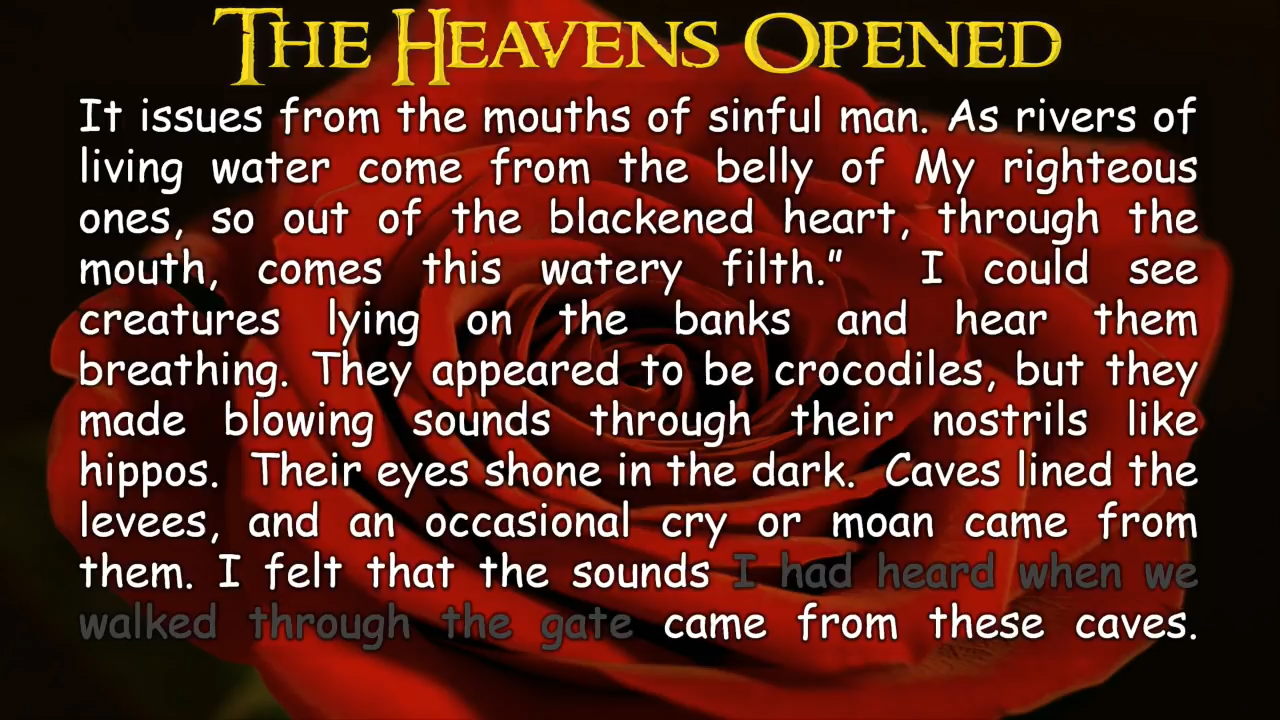 THE HEAVENS OPENED
It issues from the mouths of sinful man. As rivers of
living water come from the belly of My righteous
ones, so out of the blackened heart, through the
mouth, comes this watery filth.” I could see
creatures lying on the banks and hear them
breathing. They appeared to be crocodiles, but they
made blowing sounds through their nostrils like
hippos. Their eyes shone in the dark. Caves lined the
levees, and an occasional cry or moan came from
them. I felt that the sounds I had heard when we
walked through the gate came from these caves.